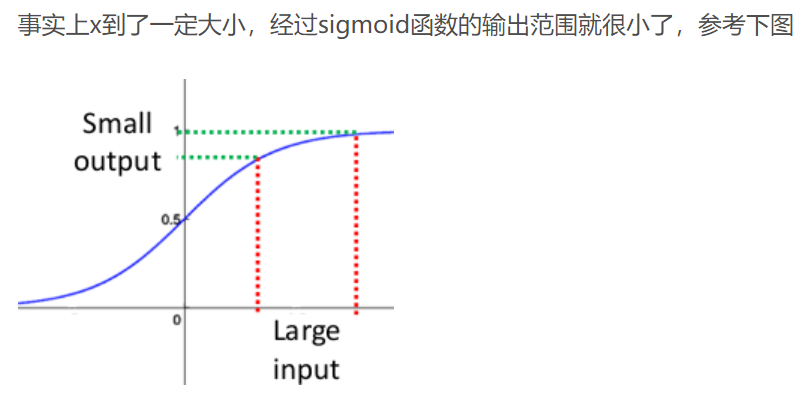 事实上x到了一定大小，经过sigmoid函数的输出范围就很小了，参考下图
Small
output
1
0.5
0
Large
input